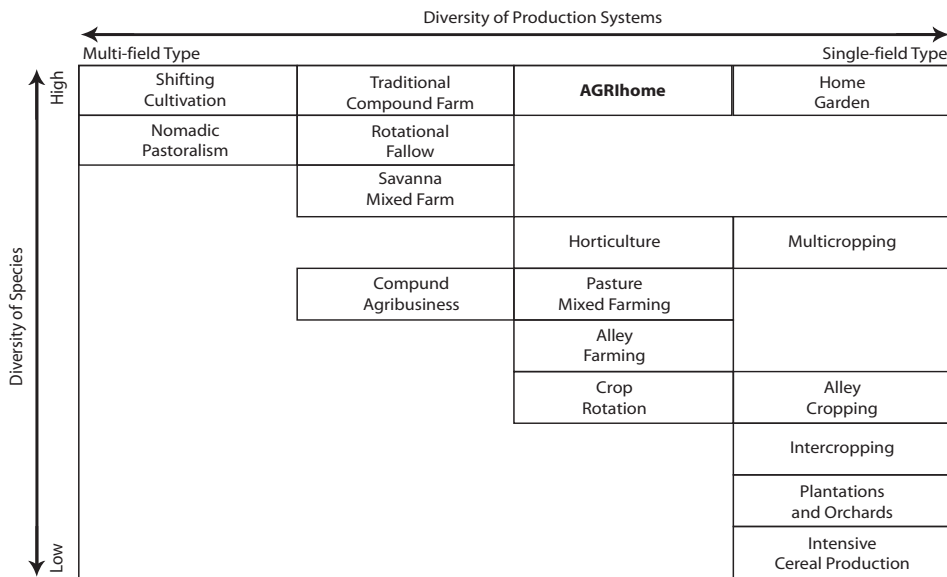 Diversity of Production Systems
Multi-field Type
Single-field Type
High
Shifting
Cultivation
Traditional
Compound Farm
AGRIhome
Home
Garden
Nomadic
Pastoralism
Rotational
Fallow
Savanna
Mixed Farm
Horticulture
Multicropping
Diversity of Species
Compund
Agribusiness
Pasture
Mixed Farming
Alley
Farming
Crop
Rotation
Alley
Cropping
Intercropping
Plantations
and Orchards
Low
Intensive
Cereal Production